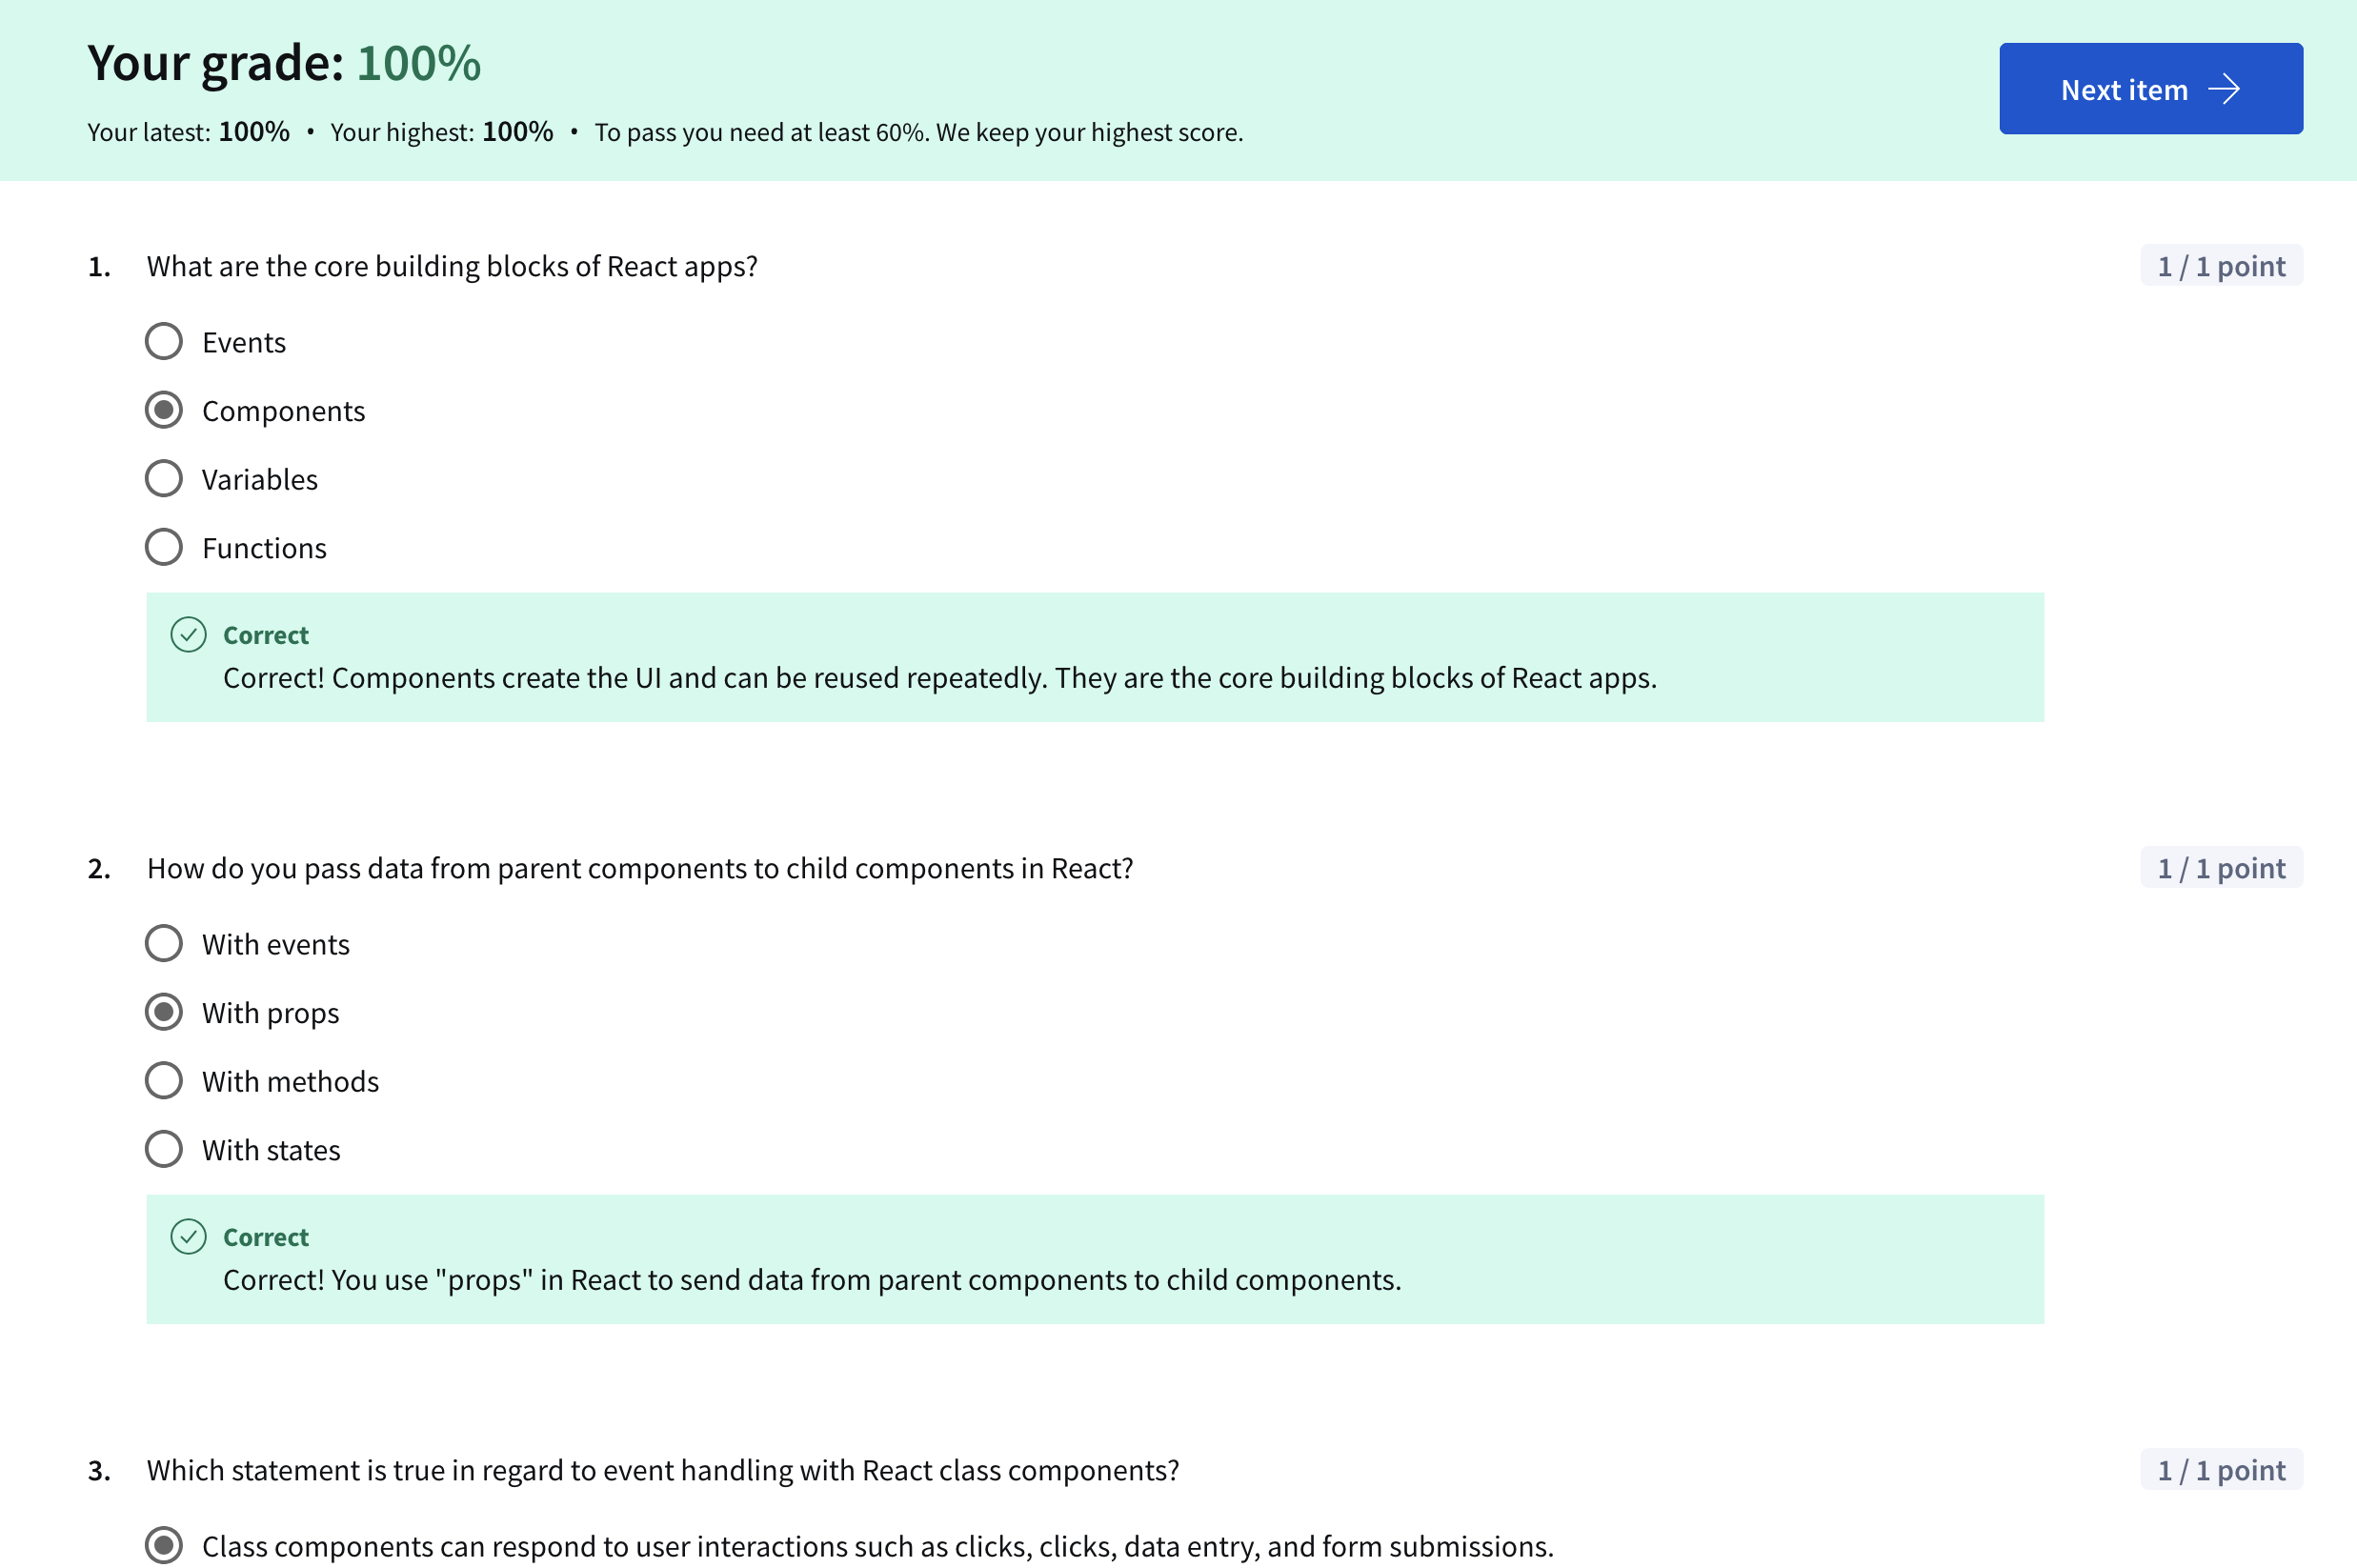 Your grade: 100%
Next item
Your latest: 100% • Your highest: 100% • To pass you need at least 60%. We keep your highest score.
1. What are the core building blocks of React apps?
1 / 1 point
Events
Components
Variables
Functions
Correct
Correct! Components create the UI and can be reused repeatedly. They are the core building blocks of React apps.
2. How do you pass data from parent components to child components in React?
1 / 1 point
With events
With props
With methods
With states
Correct
Correct! You use "props" in React to send data from parent components to child components.
3. Which statement is true in regard to event handling with React class components?
1 / 1 point
Class components can respond to user interactions such as clicks, clicks, data entry, and form submissions.